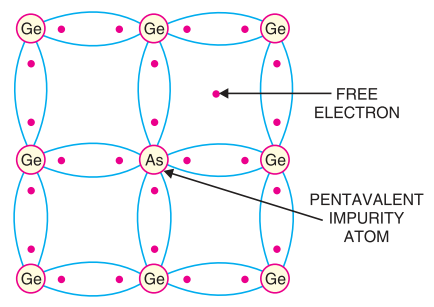 Ge Ge Ge
FREE
ELECTRON
Ge As Ge
PENTAVALENT
IMPURITY
ATOM
Ge Ge Ge